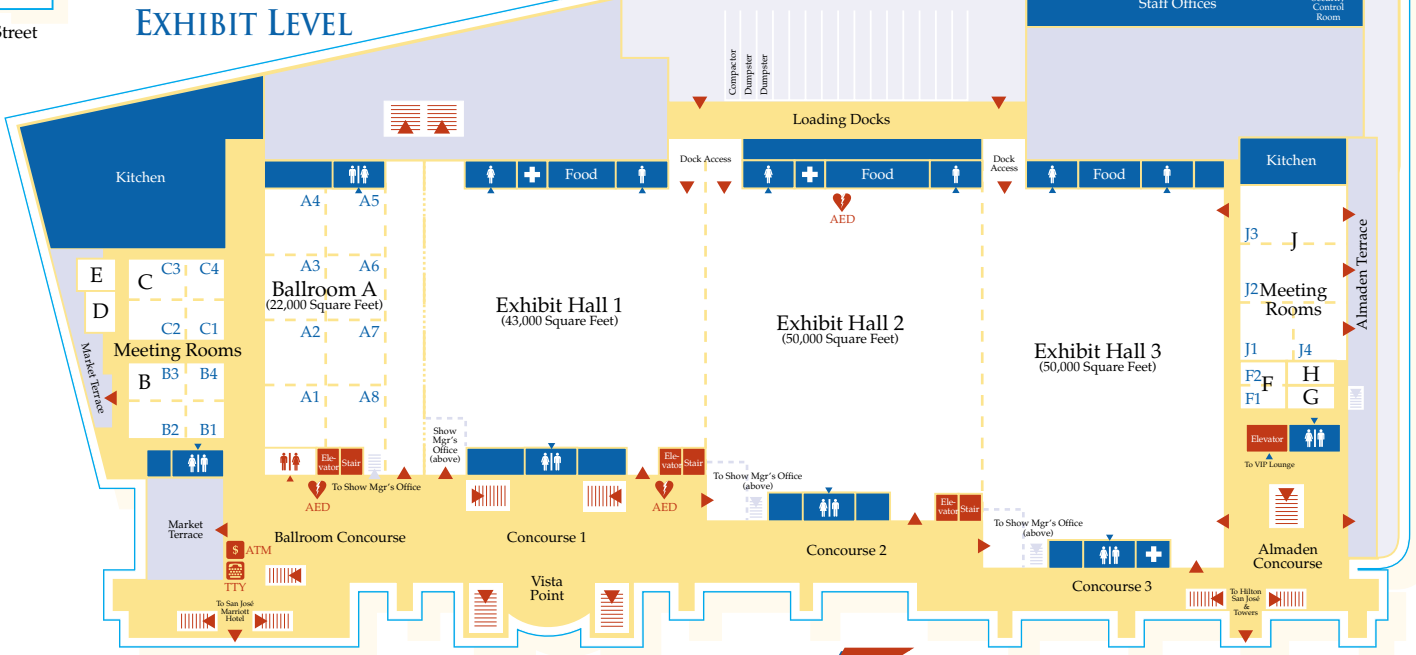 EXHIBIT LEVEL
Street
Staff Offices
Control
Room
Compactor
Dumpster
Dumpster
Loading Docks
Kitchen
Dock Access
Dock
Access
Kitchen
Food
Food
Food
AED
A4
A5
A3
A6
Ballroom A
(22,000 Square Feet)
A2
A7
A1
A8
Exhibit Hall 1
(43,000 Square Feet)
Exhibit Hall 2
(50,000 Square Feet)
Exhibit Hall 3
(50,000 Square Feet)
E
D
C
C3
C4
C2
C1
Meeting Rooms
B
B3
B4
B2
B1
Market Terrace
J3
J
J2
Meeting
Rooms
J1
J4
F2
F
F1
H
G
Almaden Terrace
Elevator
To VIP Lounge
Show
Mgr's
Office
(above)
Ele-
vator
Stair
To Show Mgr's Office
AED
Ele-
vator
Stair
AED
To Show Mgr's Office
(above)
Ele-
vator
Stair
To Show Mgr's Office
(above)
Market
Terrace
$
ATM
TTY
Ballroom Concourse
Concourse 1
Vista
Point
Concourse 2
Concourse 3
Almaden
Concourse
To San José
Marriott
Hotel
To Hilton
San José
&
Towers